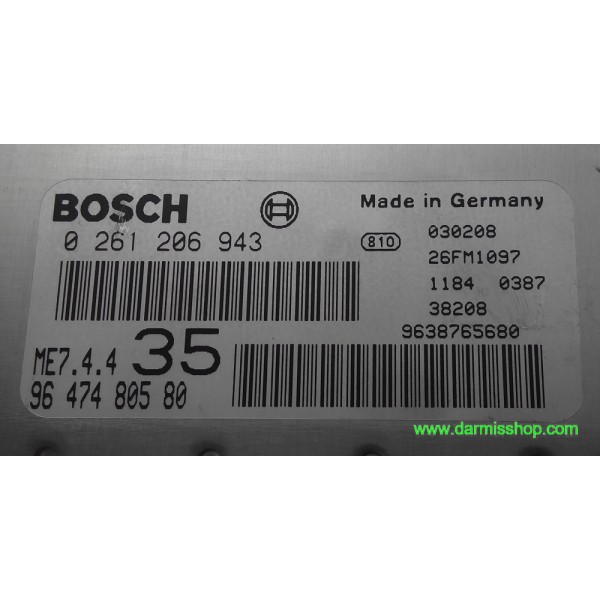 BOSCH
Made in Germany
0 261 206 943
810
030208
26FM1097
1184 0387
38208
9638765680
ME7.4.4 35
96 474 805 80
www.darmisshop.com